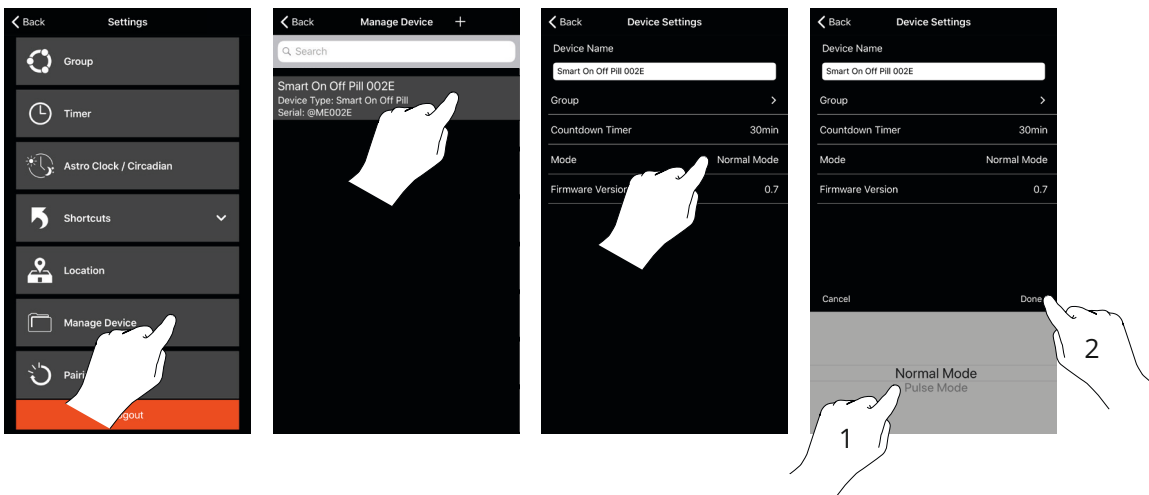 Back Settings
Group
Timer
Astro Clock / Circadian
Shortcuts
Location
Manage Device
Back Manage Device +
Search
Smart On Off Pill 002E
Device Type: Smart On Off Pill
Serial: @ME002E
Back Device Settings
Device Name
Smart On Off Pill 002E
Group
Countdown Timer 30min
Mode Normal Mode
Firmware Version 0.7
Back Device Settings
Device Name
Smart On Off Pill 002E
Group
Countdown Timer 30min
Mode Normal Mode
Firmware Version 0.7
Cancel Done
Normal Mode
Pulse Mode
1
2